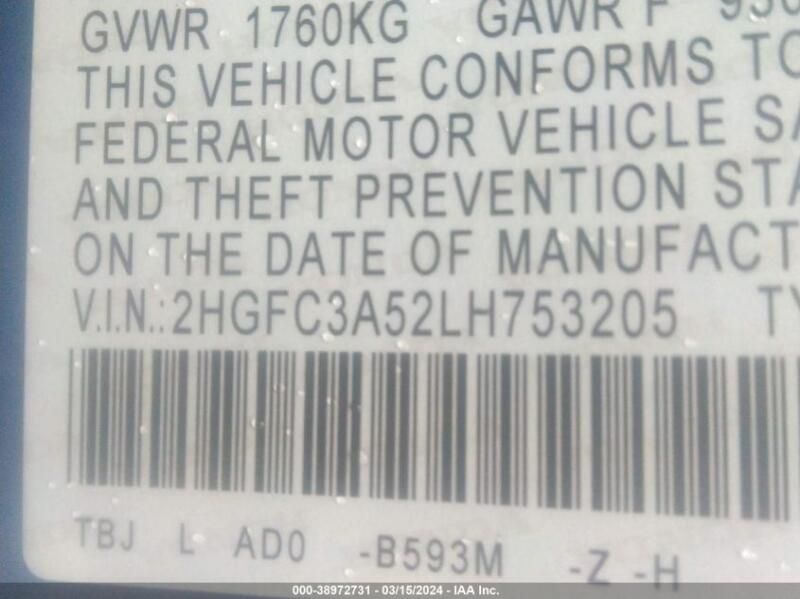 GVWR 1760KG GAWR F
THIS VEHICLE CONFORMS TO
FEDERAL MOTOR VEHICLE SA
AND THEFT PREVENTION STA
ON THE DATE OF MANUFACT
V.I.N.: 2HGFC3A52LH753205 TY
TBJ L AD0 -B593M -Z -H
000-38972731 - 03/15/2024 - IAA Inc.